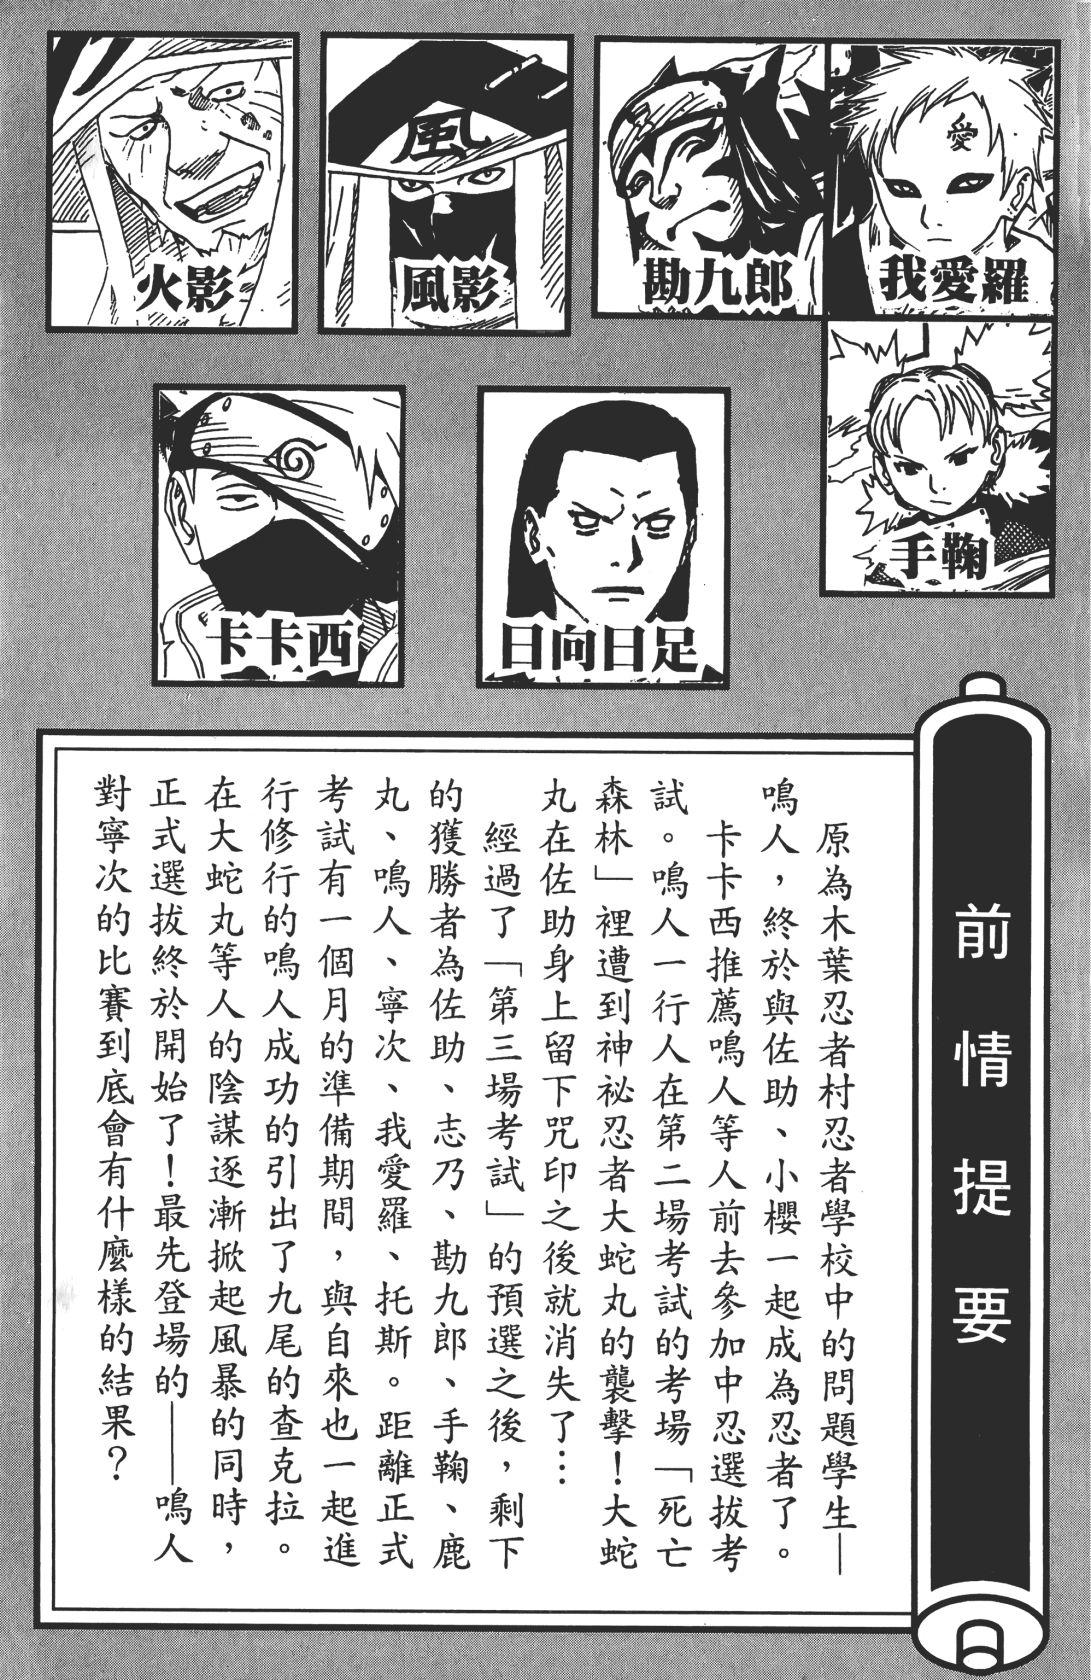 我愛羅
勘九郎
風
風影
火影
愛
手鞠
日向日足
卡卡西
前情提要
原為木葉忍者村忍者學校中的問題學生—
鳴人，終於與佐助、小櫻一起成為忍者了。
卡卡西推薦鳴人等人前去參加中忍選拔考
試。鳴人一行人在第二場考試的考場「死亡
森林」裡遭到神祕忍者大蛇丸的襲擊！大蛇
丸在佐助身上留下咒印之後就消失了…
經過了「第三場考試」的預選之後，剩下
的獲勝者為佐助、志乃、勘九郎、手鞠、鹿
丸、鳴人、寧次、我愛羅、托斯。距離正式
考試有一個月的準備期間，與自來也一起進
行修行的鳴人成功的引出了九尾的查克拉。
在大蛇丸等人的陰謀逐漸掀起風暴的同時，
正式選拔終於開始了！最先登場的——鳴人
對寧次的比賽到底會有什麼樣的結果？